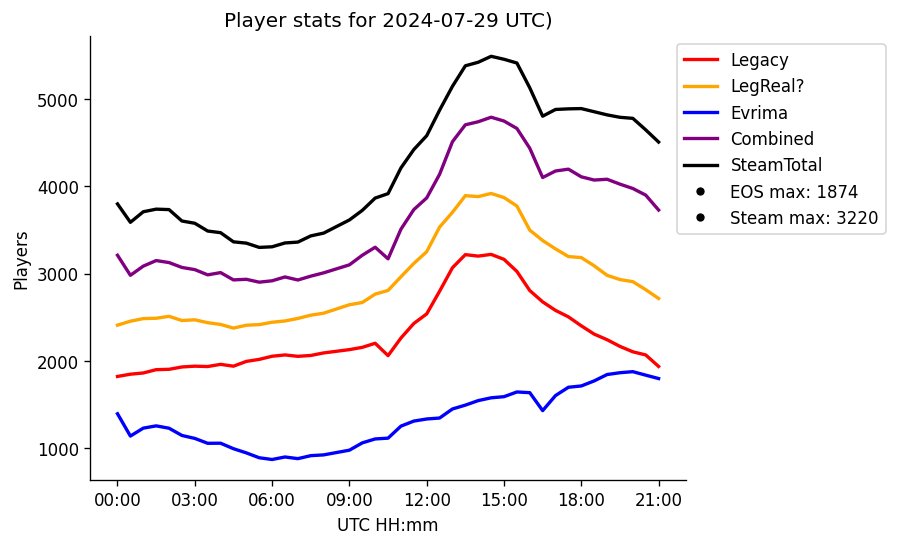 Player stats for 2024-07-29 UTC)
Players
5000
4000
3000
2000
1000
00:00 03:00 06:00 09:00 12:00 15:00 18:00 21:00
UTC HH:mm
Legacy
LegReal?
Evrima
Combined
SteamTotal
EOS max: 1874
Steam max: 3220